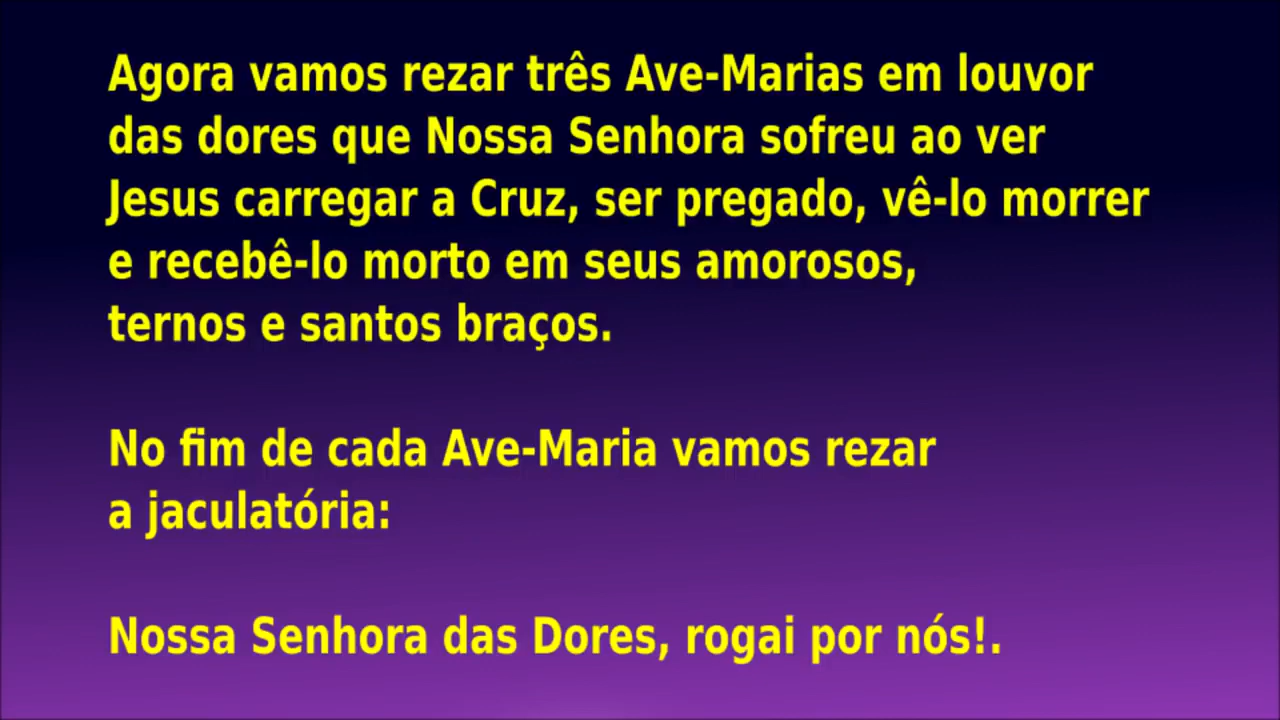 Agora vamos rezar três Ave-Marias em louvor
das dores que Nossa Senhora sofreu ao ver
Jesus carregar a Cruz, ser pregado, vê-lo morrer
e recebê-lo morto em seus amorosos,
ternos e santos braços.
No fim de cada Ave-Maria vamos rezar
a jaculatória:
Nossa Senhora das Dores, rogai por nós!.